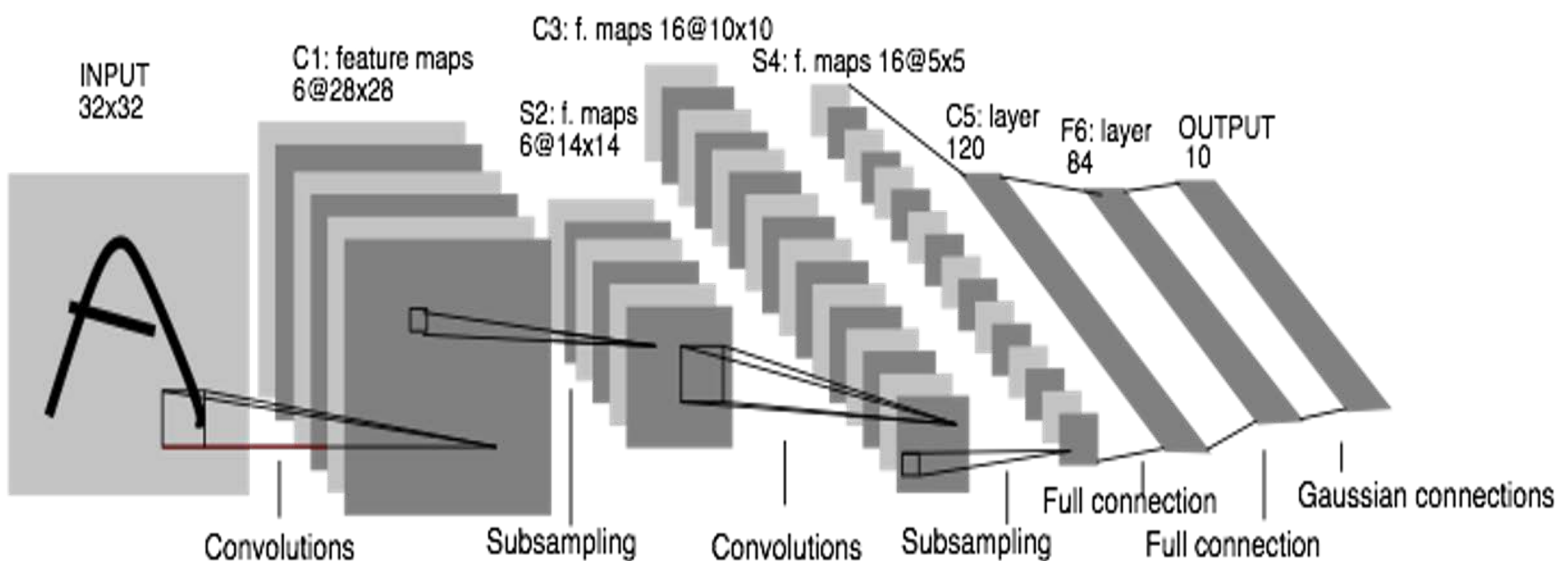 INPUT
32x32
C1: feature maps
6@28x28
S2: f. maps
6@14x14
C3: f. maps 16@10x10
S4: f. maps 16@5x5
C5: layer
120
F6: layer
84
OUTPUT
10
Convolutions
Subsampling
Convolutions
Subsampling
Full connection
Full connection
Gaussian connections